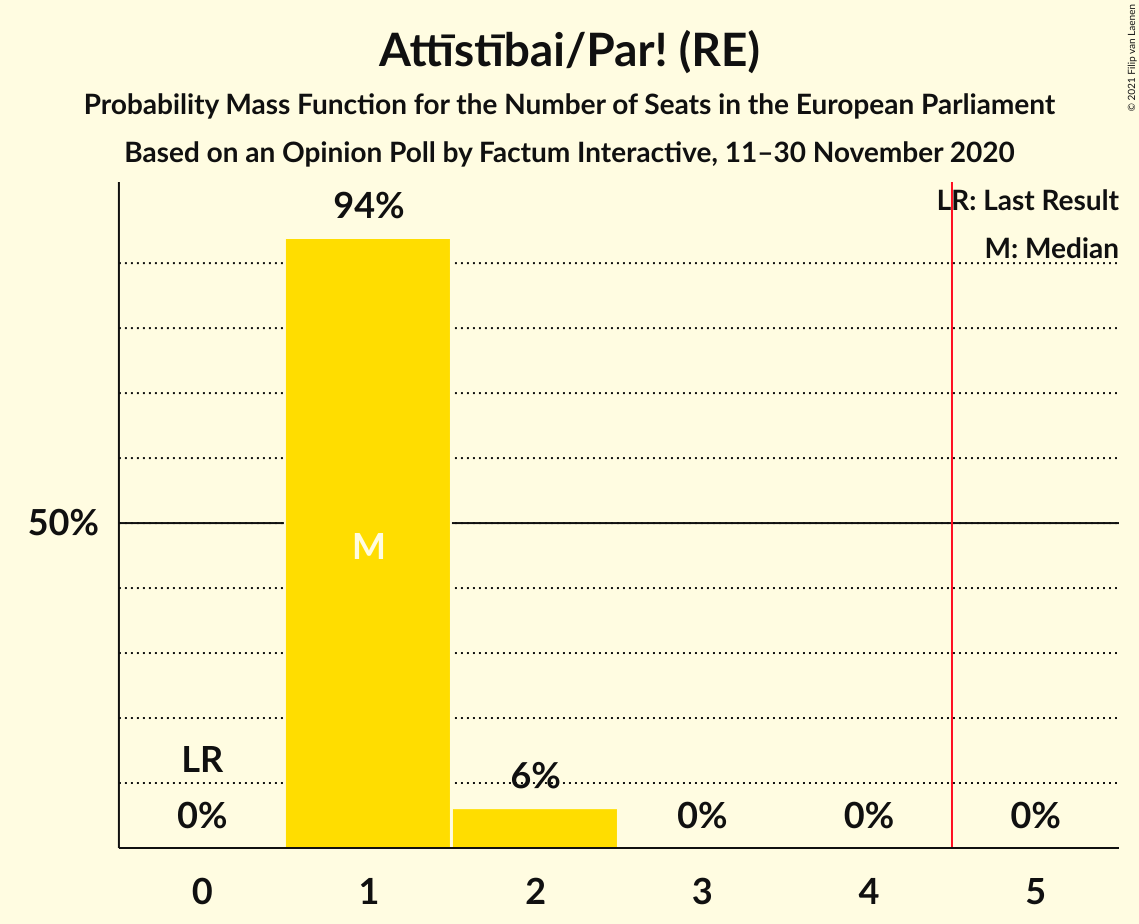 Attīstībai/Par! (RE)
Probability Mass Function for the Number of Seats in the European Parliament
Based on an Opinion Poll by Factum Interactive, 11–30 November 2020
© 2021 Filip van Laenen
LR: Last Result
M: Median
94%
50%
M
LR
6%
0%
0%
0%
0%
0 1 2 3 4 5